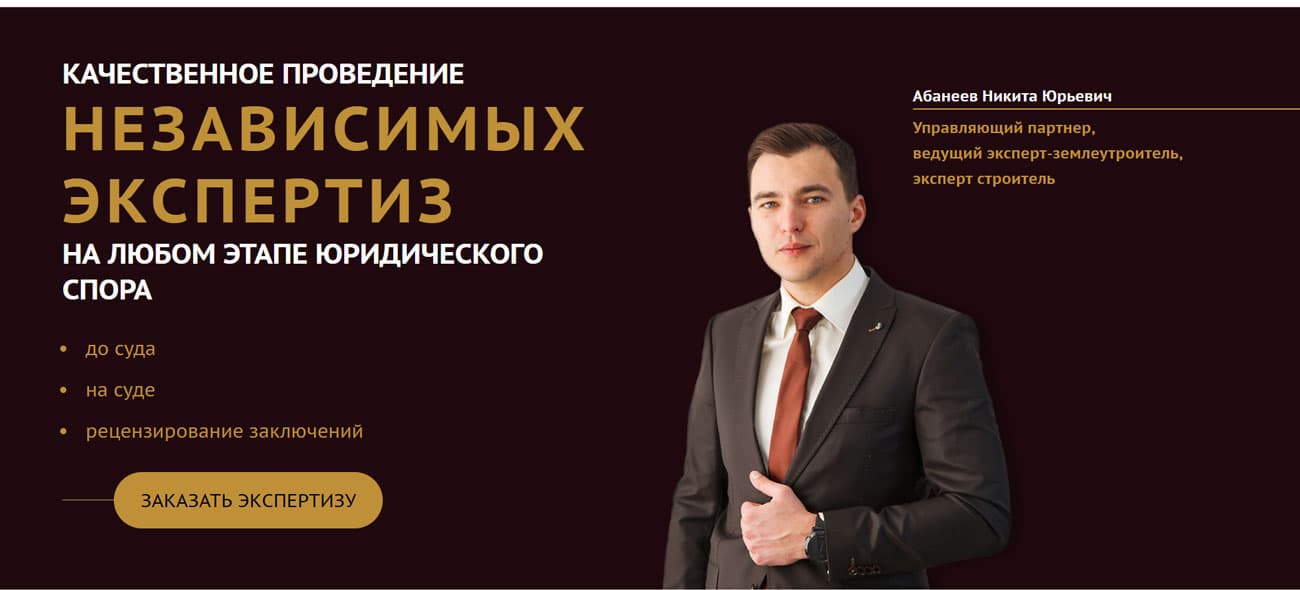 КАЧЕСТВЕННОЕ ПРОВЕДЕНИЕ
НЕЗАВИСИМЫХ
ЭКСПЕРТИЗ
НА ЛЮБОМ ЭТАПЕ ЮРИДИЧЕСКОГО
СПОРА
• до суда
• на суде
• рецензирование заключений
ЗАКАЗАТЬ ЭКСПЕРТИЗУ
Абанеев Никита Юрьевич
Управляющий партнер,
ведущий эксперт-землеутроитель,
эксперт строитель